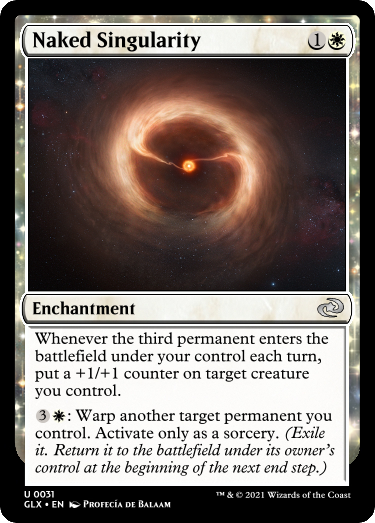 Naked Singularity 1
Enchantment
Whenever the third permanent enters the
battlefield under your control each turn,
put a +1/+1 counter on target creature
you control.
3 : Warp another target permanent you
control. Activate only as a sorcery. (Exile
it. Return it to the battlefield under its owner's
control at the beginning of the next end step.)
U 0031
GLX • EN Profecía de Balaam
™ & © 2021 Wizards of the Coast